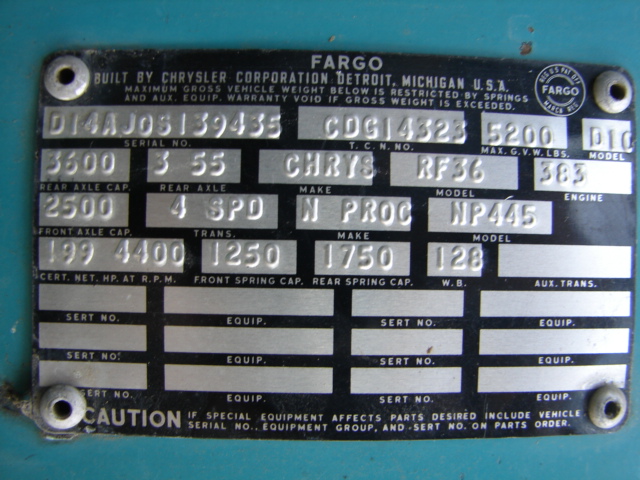 FARGO
BUILT BY CHRYSLER CORPORATION DETROIT, MICHIGAN U.S.A.
MAXIMUM GROSS VEHICLE WEIGHT BELOW IS RESTRICTED BY SPRINGS
AND AUX. EQUIP. WARRANTY VOID IF GROSS WEIGHT IS EXCEEDED.
REG. U.S. PAT. OFF.
FARGO
MARCA REG.
D14AJ0S139435 CDG14323 5200 D10
SERIAL NO. T.C.N.NO. MAX. G.V.W. LBS. MODEL
3600 3 55 CHRYS RF36 383
REAR AXLE CAP. REAR AXLE MAKE MODEL ENGINE
2500 4 SPD N PROC NP445
FRONT AXLE CAP. TRANS. MAKE MODEL
199 4400 1250 1750 128
CERT. NET. HP. AT R.P.M. FRONT SPRING CAP. REAR SPRING CAP. W.B. AUX. TRANS.
SERT NO. EQUIP. SERT NO. EQUIP.
SERT NO. EQUIP. SERT NO. EQUIP.
SERT NO. EQUIP. SERT NO. EQUIP.
CAUTION IF SPECIAL EQUIPMENT AFFECTS PARTS DESIRED INCLUDE VEHICLE
SERIAL NO., EQUIPMENT GROUP, AND -SERT NO. ON PARTS ORDER.